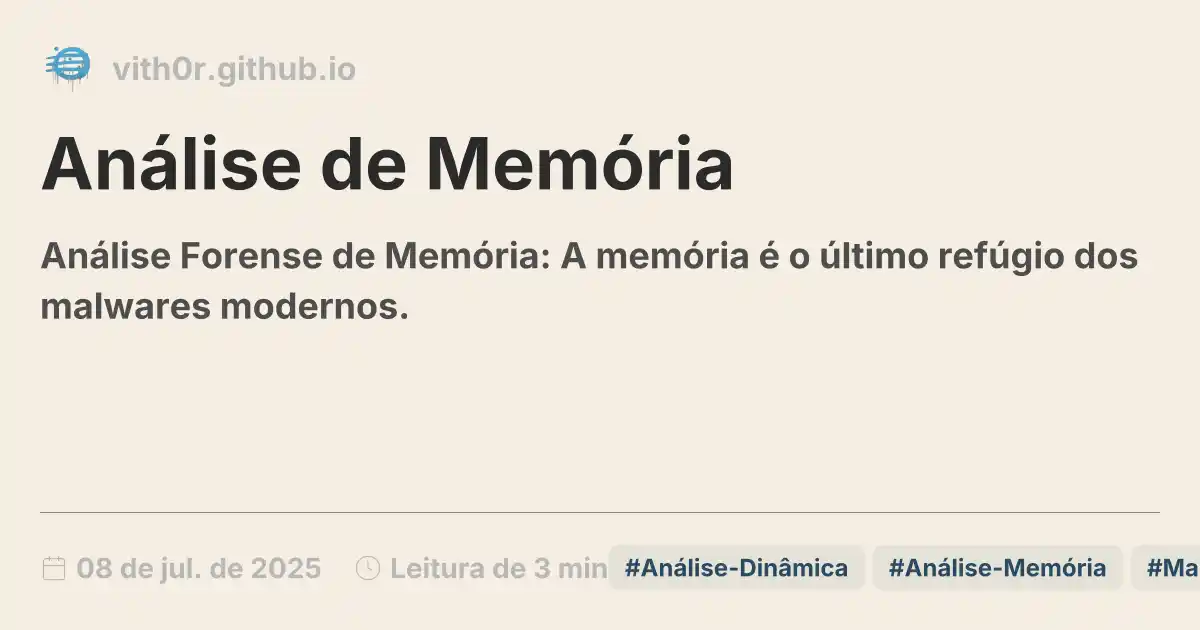 vith0r.github.io
Análise de Memória
Análise Forense de Memória: A memória é o último refúgio dos
malwares modernos.
08 de jul. de 2025 Leitura de 3 min #Análise-Dinâmica #Análise-Memória #Ma